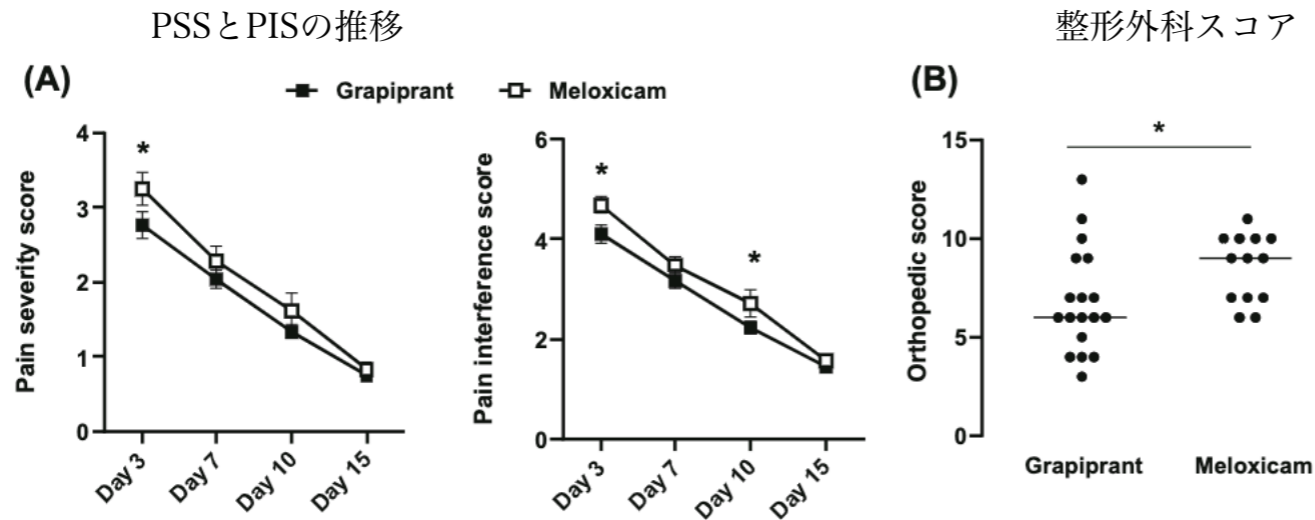 PSSとPISの推移
整形外科スコア
(A)
Grapiprant
Meloxicam
(B)
Pain severity score
4
3
2
1
0
*
Day 3
Day 7
Day 10
Day 15
Pain interference score
6
4
2
0
*
*
Day 3
Day 7
Day 10
Day 15
Orthopedic score
15
10
5
0
*
Grapiprant
Meloxicam